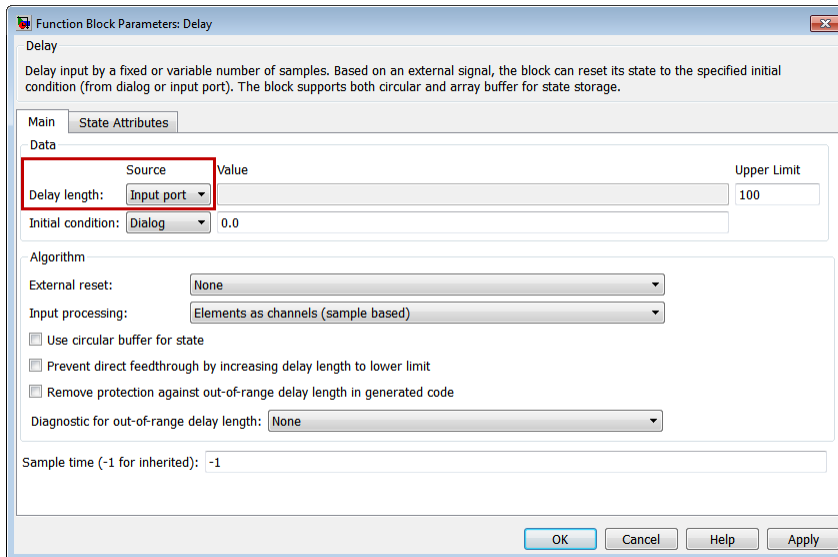 Function Block Parameters: Delay
Delay
Delay input by a fixed or variable number of samples. Based on an external signal, the block can reset its state to the specified initial
condition (from dialog or input port). The block supports both circular and array buffer for state storage.
Main State Attributes
Data
Source Value Upper Limit
Delay length: Input port 100
Initial condition: Dialog 0.0
Algorithm
External reset: None
Input processing: Elements as channels (sample based)
Use circular buffer for state
Prevent direct feedthrough by increasing delay length to lower limit
Remove protection against out-of-range delay length in generated code
Diagnostic for out-of-range delay length: None
Sample time (-1 for inherited): -1
OK Cancel Help Apply